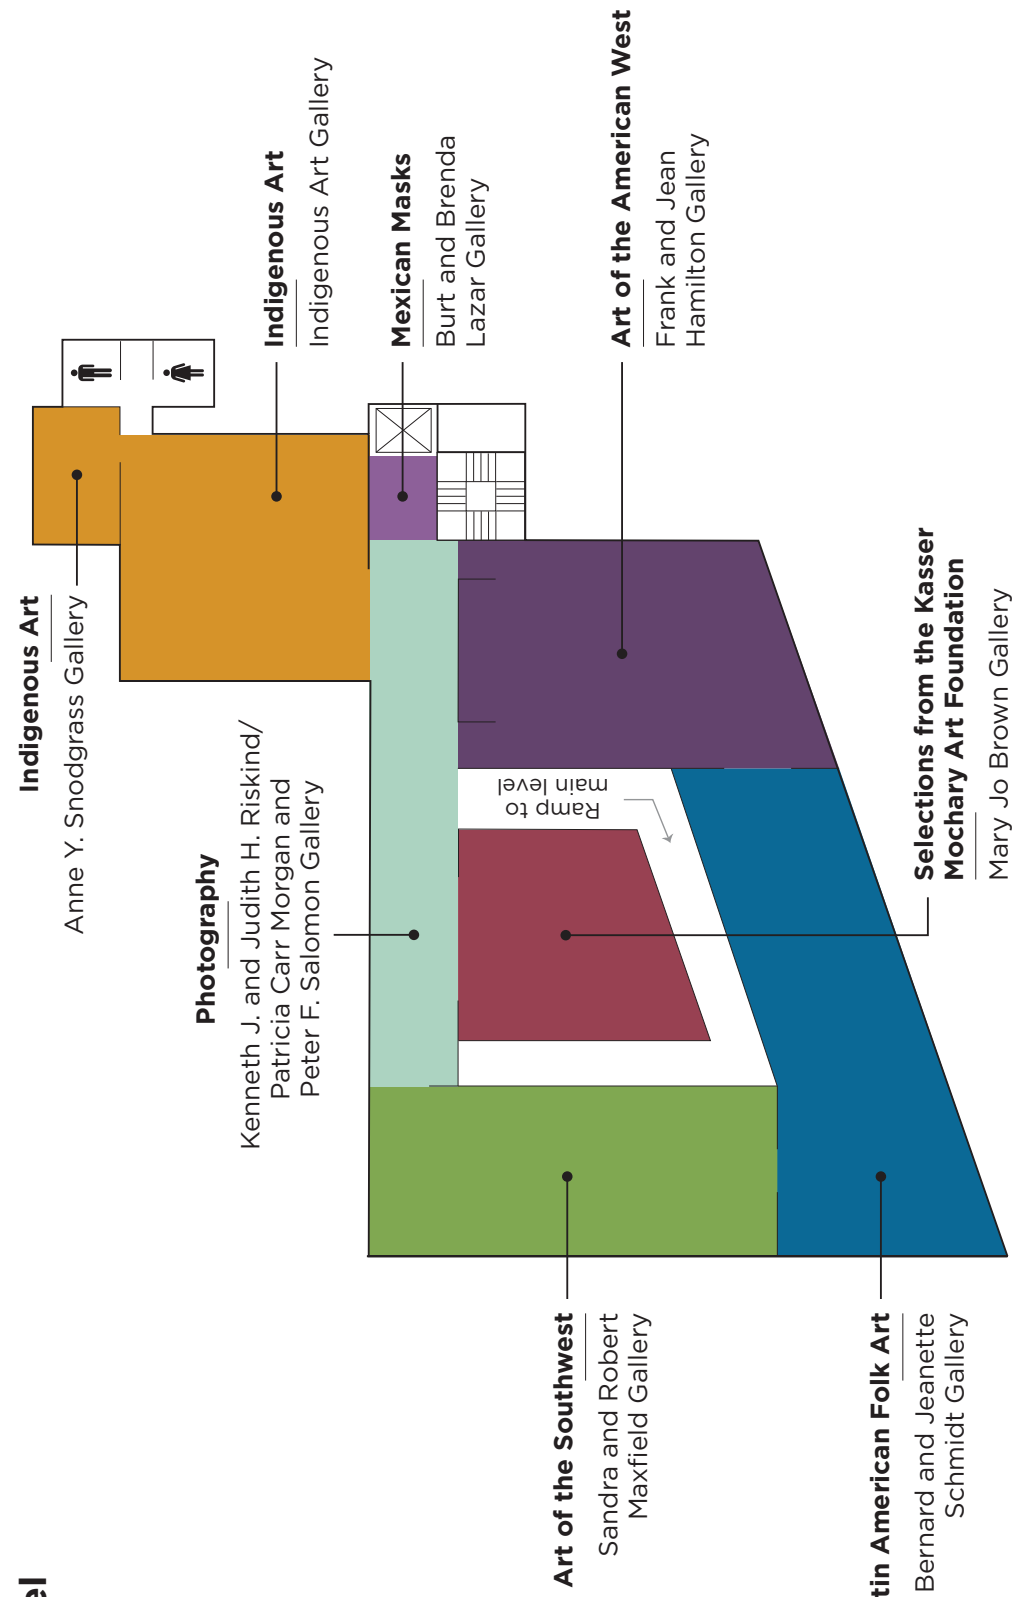 Indigenous Art
Anne Y. Snodgrass Gallery
Indigenous Art
Indigenous Art Gallery
Mexican Masks
Burt and Brenda
Lazar Gallery
Art of the American West
Frank and Jean
Hamilton Gallery
Photography
Kenneth J. and Judith H. Riskind/
Patricia Carr Morgan and
Peter F. Salomon Gallery
Ramp to
main level
Selections from the Kasser
Mochary Art Foundation
Mary Jo Brown Gallery
Art of the Southwest
Sandra and Robert
Maxfield Gallery
tin American Folk Art
Bernard and Jeanette
Schmidt Gallery
el